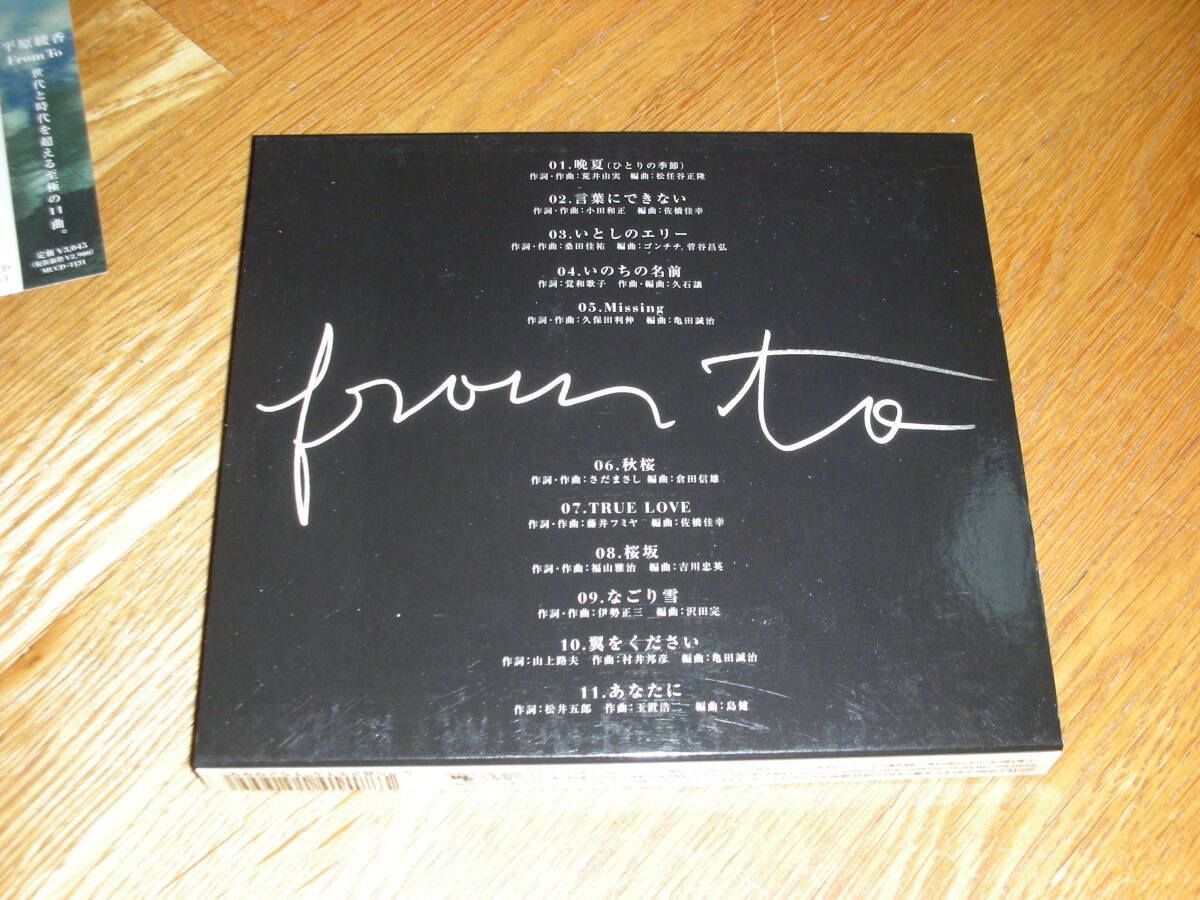 平原綾香
From To
世代と時代を超える至極の11曲。
定価 ¥3,045
(税抜価格 ¥2,900)
MUCD-1131
01.晩夏(ひとりの季節)
作詞・作曲:荒井由実 編曲:松任谷正隆
02.言葉にできない
作詞・作曲:小田和正 編曲:佐橋佳幸
03.いとしのエリー
作詞・作曲:桑田佳祐 編曲:ゴンチチ, 菅谷昌弘
04.いのちの名前
作詞:覚和歌子 作曲・編曲:久石譲
05.Missing
作詞・作曲:久保田利伸 編曲:亀田誠治
from to
06.秋桜
作詞・作曲:さだまさし 編曲:倉田信雄
07.TRUE LOVE
作詞・作曲:藤井フミヤ 編曲:佐橋佳幸
08.桜坂
作詞・作曲:福山雅治 編曲:吉川忠英
09.なごり雪
作詞・作曲:伊勢正三 編曲:沢田完
10.翼をください
作詞:山上路夫 作曲:村井邦彦 編曲:亀田誠治
11.あなたに
作詞:松井五郎 作曲:玉置浩二 編曲:島健